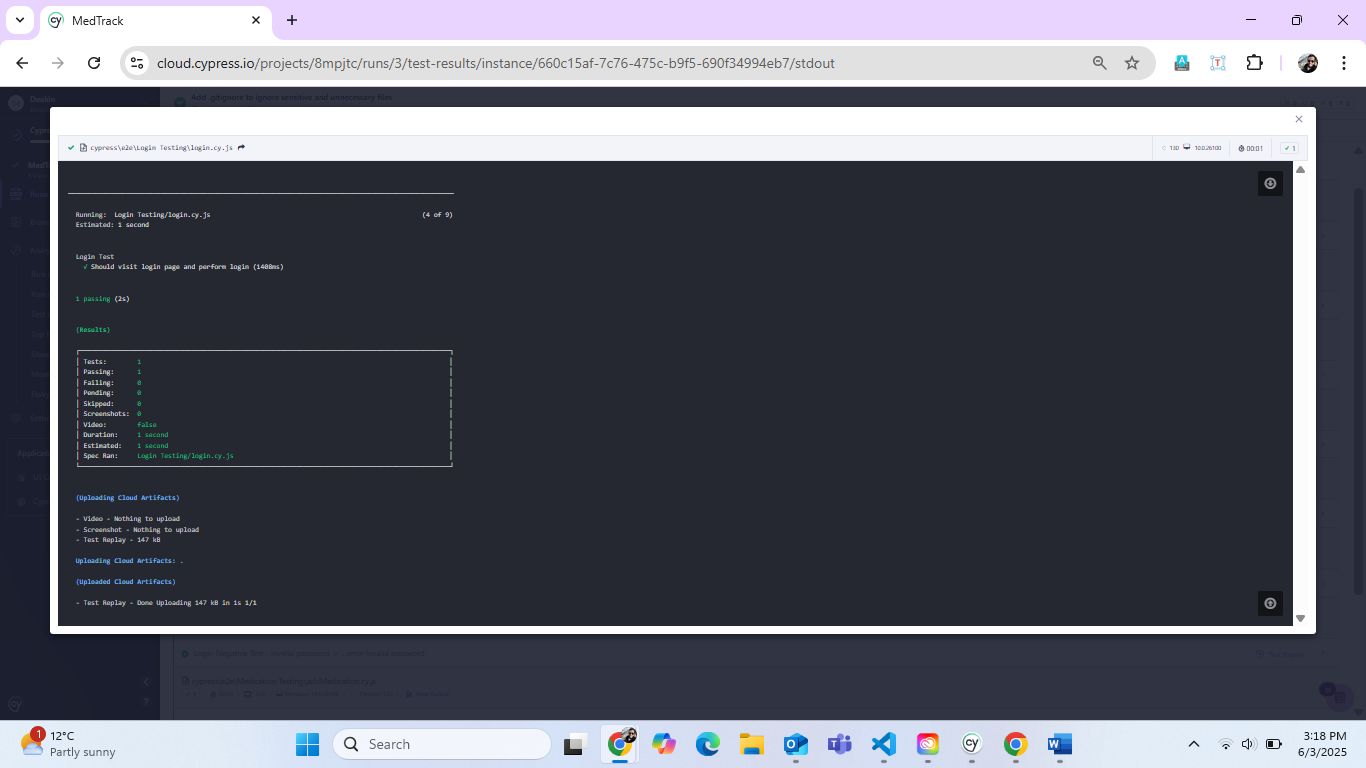 MedTrack
cloud.cypress.io/projects/8mpjtc/runs/3/test-results/instance/660c15af-7c76-475c-b9f5-690f34994eb7/stdout
Add .gitignore to ignore sensitive and unnecessary files
Deakin
cypress\e2e\Login Testing\login.cy.js
130 10.0.26100 00:01 1
Running: Login Testing/login.cy.js (4 of 9)
Estimated: 1 second
Login Test
√ Should visit login page and perform login (1408ms)
1 passing (2s)
(Results)
Tests: 1
Passing: 1
Failing: 0
Pending: 0
Skipped: 0
Screenshots: 0
Video: false
Duration: 1 second
Estimated: 1 second
Spec Ran: Login Testing/login.cy.js
(Uploading Cloud Artifacts)
- Video - Nothing to upload
- Screenshot - Nothing to upload
- Test Replay - 147 kB
Uploading Cloud Artifacts: .
(Uploaded Cloud Artifacts)
- Test Replay - Done Uploading 147 kB in 1s 1/1
1
12°C
Partly sunny
Search
3:18 PM
6/3/2025